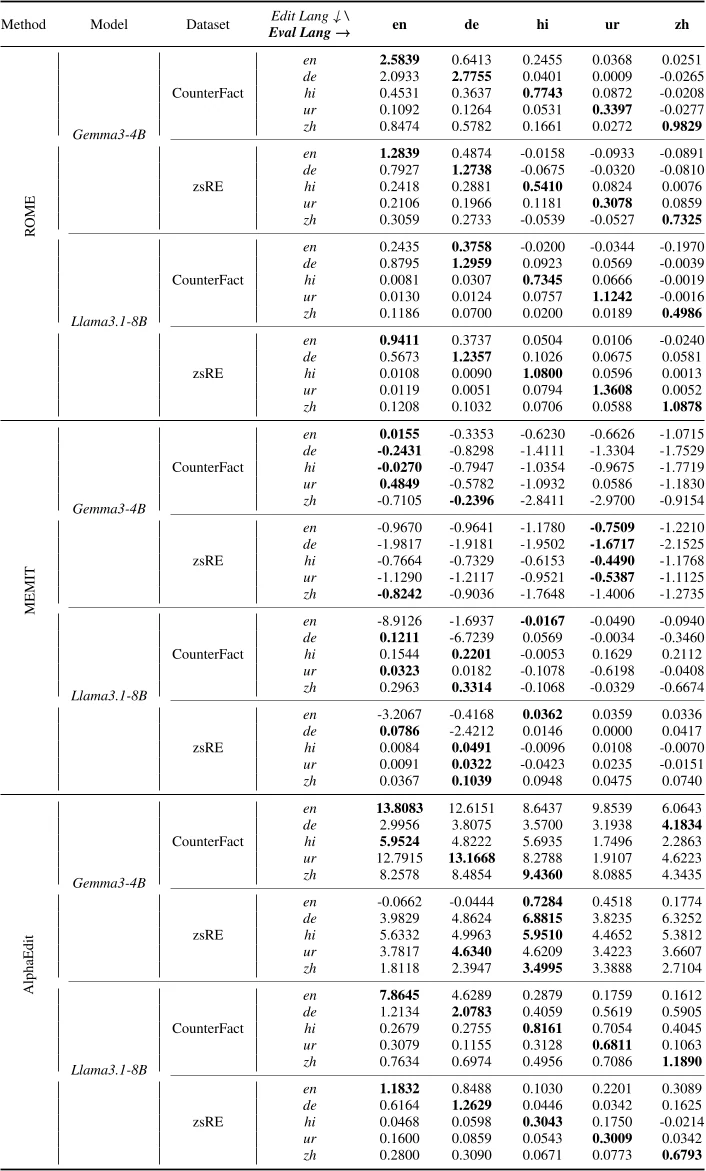 Method Model Dataset Edit Lang ↓ \ Eval Lang → en de hi ur zh
ROME
Gemma3-4B
CounterFact
en 2.5839 0.6413 0.2455 0.0368 0.0251
de 2.0933 2.7755 0.0401 0.0009 -0.0265
hi 0.4531 0.3637 0.7743 0.0872 -0.0208
ur 0.1092 0.1264 0.0531 0.3397 -0.0277
zh 0.8474 0.5782 0.1661 0.0272 0.9829
zsRE
en 1.2839 0.4874 -0.0158 -0.0933 -0.0891
de 0.7927 1.2738 -0.0675 -0.0320 -0.0810
hi 0.2418 0.2881 0.5410 0.0824 0.0076
ur 0.2106 0.1966 0.1181 0.3078 0.0859
zh 0.3059 0.2733 -0.0539 -0.0527 0.7325
Llama3.1-8B
CounterFact
en 0.2435 0.3758 -0.0200 -0.0344 -0.1970
de 0.8795 1.2959 0.0923 0.0569 -0.0039
hi 0.0081 0.0307 0.7345 0.0666 -0.0019
ur 0.0130 0.0124 0.0757 1.1242 -0.0016
zh 0.1186 0.0700 0.0200 0.0189 0.4986
zsRE
en 0.9411 0.3737 0.0504 0.0106 -0.0240
de 0.5673 1.2357 0.1026 0.0675 0.0581
hi 0.0108 0.0090 1.0800 0.0596 0.0013
ur 0.0119 0.0051 0.0794 1.3608 0.0052
zh 0.1208 0.1032 0.0706 0.0588 1.0878
MEMIT
Gemma3-4B
CounterFact
en 0.0155 -0.3353 -0.6230 -0.6626 -1.0715
de -0.2431 -0.8298 -1.4111 -1.3304 -1.7529
hi -0.0270 -0.7947 -1.0354 -0.9675 -1.7719
ur 0.4849 -0.5782 -1.0932 0.0586 -1.1830
zh -0.7105 -0.2396 -2.8411 -2.9700 -0.9154
zsRE
en -0.9670 -0.9641 -1.1780 -0.7509 -1.2210
de -1.9817 -1.9181 -1.9502 -1.6717 -2.1525
hi -0.7664 -0.7329 -0.6153 -0.4490 -1.1768
ur -1.1290 -1.2117 -0.9521 -0.5387 -1.1125
zh -0.8242 -0.9036 -1.7648 -1.4006 -1.2735
Llama3.1-8B
CounterFact
en -8.9126 -1.6937 -0.0167 -0.0490 -0.0940
de 0.1211 -6.7239 0.0569 -0.0034 -0.3460
hi 0.1544 0.2201 -0.0053 0.1629 0.2112
ur 0.0323 0.0182 -0.1078 -0.6198 -0.0408
zh 0.2963 0.3314 -0.1068 -0.0329 -0.6674
zsRE
en -3.2067 -0.4168 0.0362 0.0359 0.0336
de 0.0786 -2.4212 0.0146 0.0000 0.0417
hi 0.0084 0.0491 -0.0096 0.0108 -0.0070
ur 0.0091 0.0322 -0.0423 0.0235 -0.0151
zh 0.0367 0.1039 0.0948 0.0475 0.0740
AlphaEdit
Gemma3-4B
CounterFact
en 13.8083 12.6151 8.6437 9.8539 6.0643
de 2.9956 3.8075 3.5700 3.1938 4.1834
hi 5.9524 4.8222 5.6935 1.7496 2.2863
ur 12.7915 13.1668 8.2788 1.9107 4.6223
zh 8.2578 8.4854 9.4360 8.0885 4.3435
zsRE
en -0.0662 -0.0444 0.7284 0.4518 0.1774
de 3.9829 4.8624 6.8815 3.8235 6.3252
hi 5.6332 4.9963 5.9510 4.4652 5.3812
ur 3.7817 4.6340 4.6209 3.4223 3.6607
zh 1.8118 2.3947 3.4995 3.3888 2.7104
Llama3.1-8B
CounterFact
en 7.8645 4.6289 0.2879 0.1759 0.1612
de 1.2134 2.0783 0.4059 0.5619 0.5905
hi 0.2679 0.2755 0.8161 0.7054 0.4045
ur 0.3079 0.1155 0.3128 0.6811 0.1063
zh 0.7634 0.6974 0.4956 0.7086 1.1890
zsRE
en 1.1832 0.8488 0.1030 0.2201 0.3089
de 0.6164 1.2629 0.0446 0.0342 0.1625
hi 0.0468 0.0598 0.3043 0.1750 -0.0214
ur 0.1600 0.0859 0.0543 0.3009 0.0342
zh 0.2800 0.3090 0.0671 0.0773 0.6793